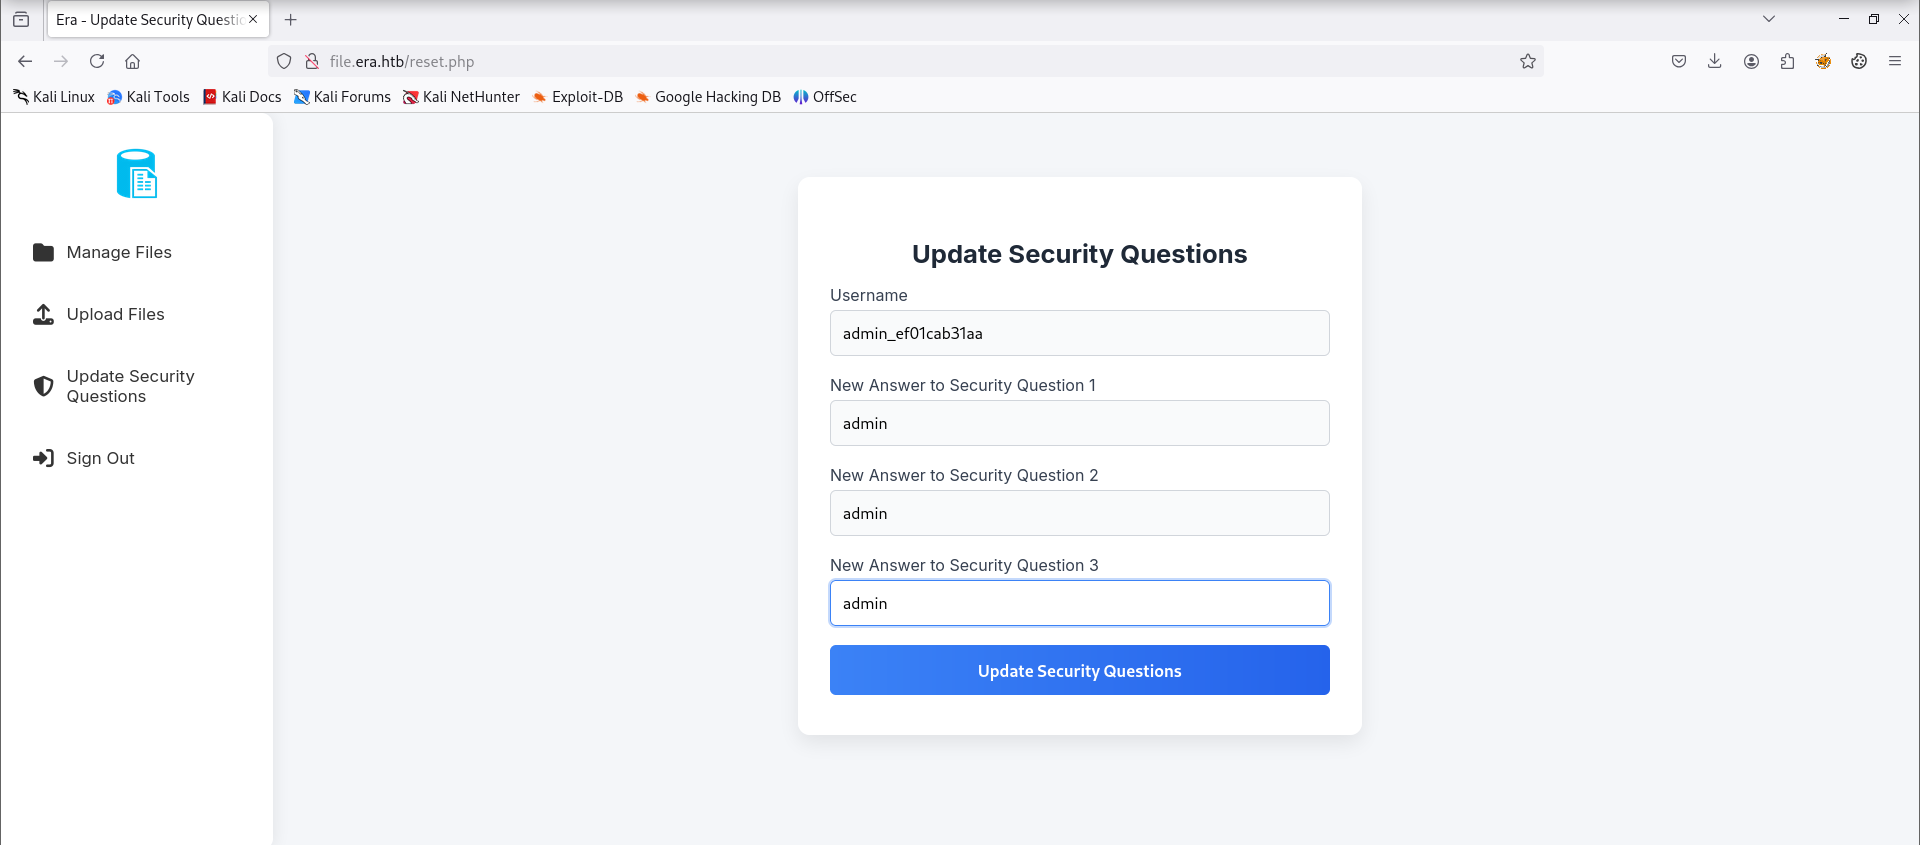 Era - Update Security Questi
file.era.htb/reset.php
Kali Linux Kali Tools Kali Docs Kali Forums Kali NetHunter Exploit-DB Google Hacking DB OffSec
Manage Files
Upload Files
Update Security
Questions
Sign Out
Update Security Questions
Username
admin_ef01cab31aa
New Answer to Security Question 1
admin
New Answer to Security Question 2
admin
New Answer to Security Question 3
admin
Update Security Questions